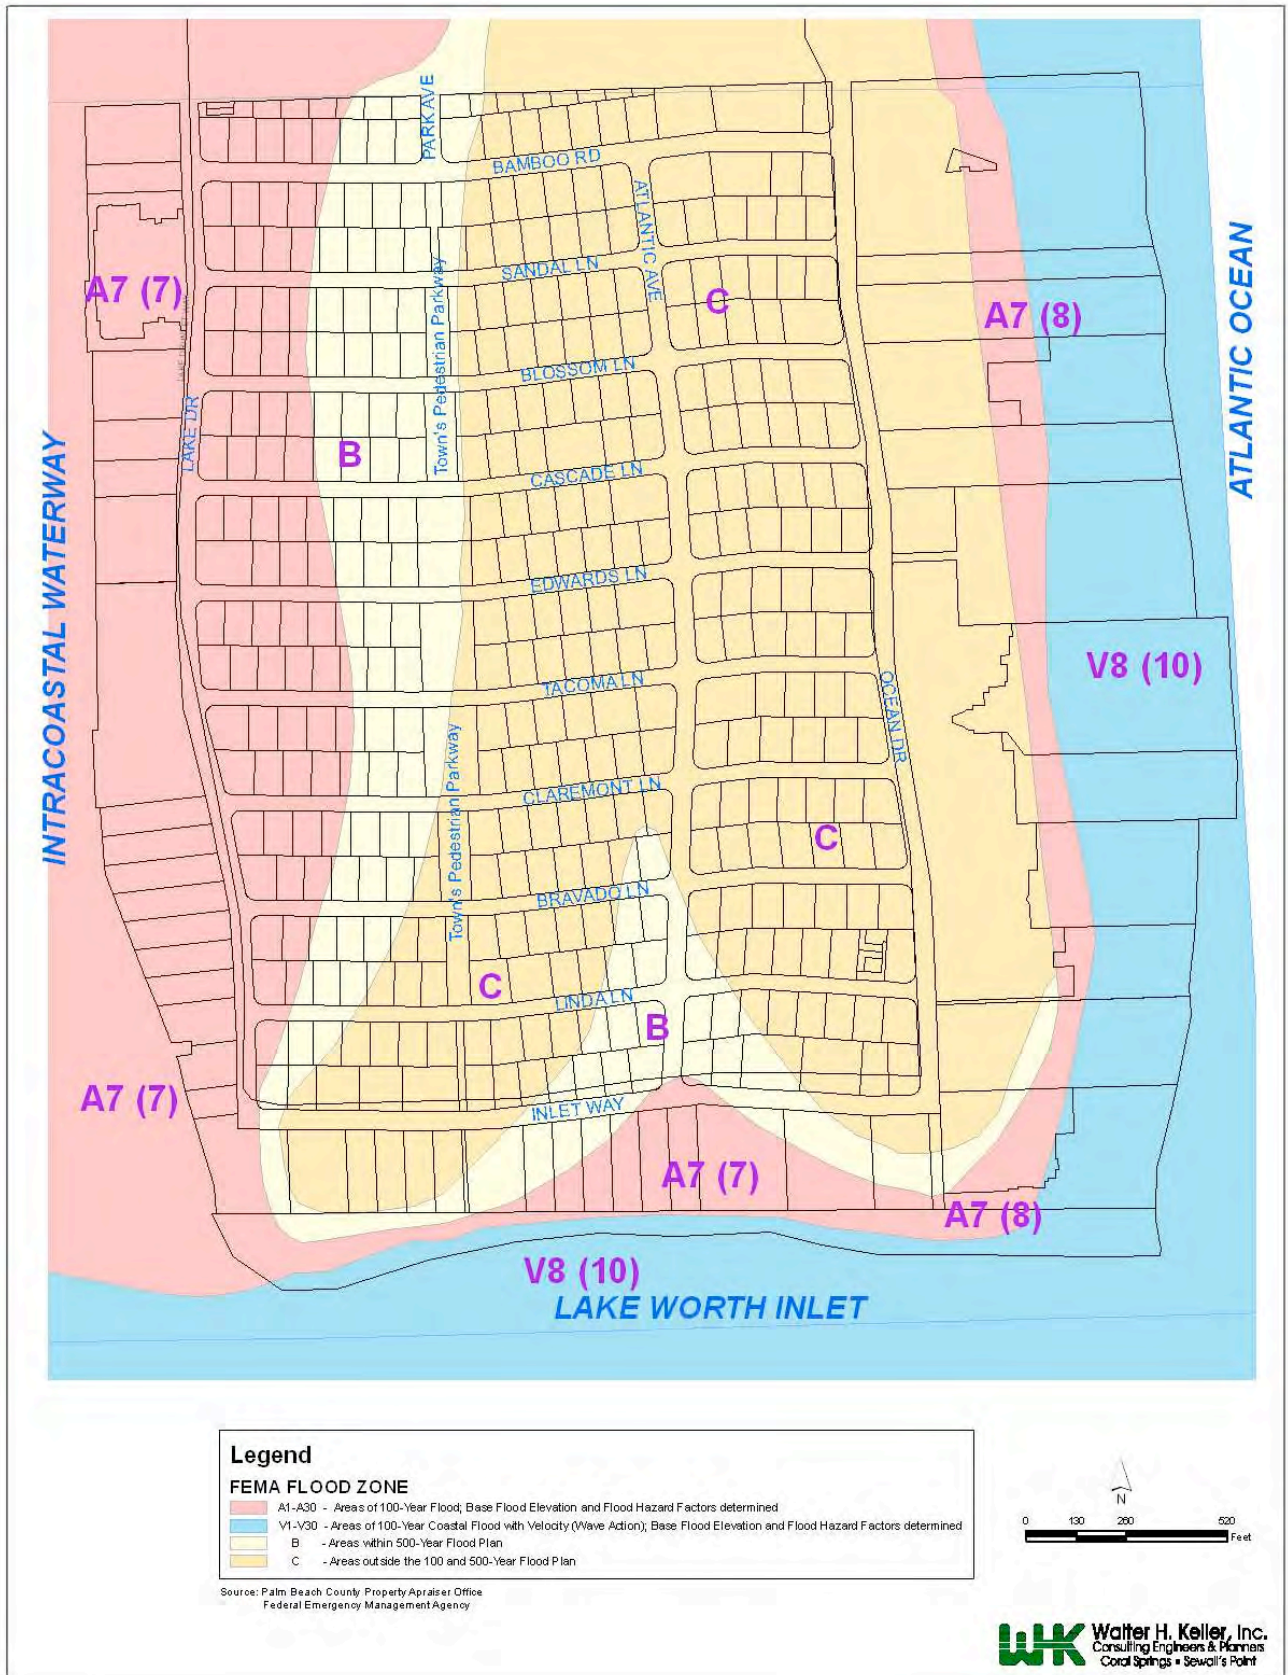 PARK AVE
BAMBOO RD
ATLANTIC AVE
SANDAL LN
Town's Pedestrian Parkway
A7 (7)
C
A7 (8)
ATLANTIC OCEAN
BLOSSOM LN
LAKE DR
B
CASCADE LN
INTRACOASTAL WATERWAY
EDWARDS LN
V8 (10)
TACOMA LN
OCEAN DR
Town's Pedestrian Parkway
CLAREMONT LN
C
BRAVADO LN
C
LINDA LN
B
A7 (7)
INLET WAY
A7 (7)
A7 (8)
V8 (10)
LAKE WORTH INLET
Legend
FEMA FLOOD ZONE
A1-A30 - Areas of 100-Year Flood; Base Flood Elevation and Flood Hazard Factors determined
V1-V30 - Areas of 100-Year Coastal Flood with Velocity (Wave Action); Base Flood Elevation and Flood Hazard Factors determined
B - Areas within 500-Year Flood Plan
C - Areas outside the 100 and 500-Year Flood Plan
N
0 130 260 520
Feet
Source: Palm Beach County Property Appraiser Office
Federal Emergency Management Agency
WHK
Walter H. Keller, Inc.
Consulting Engineers & Planners
Coral Springs • Sewall's Point